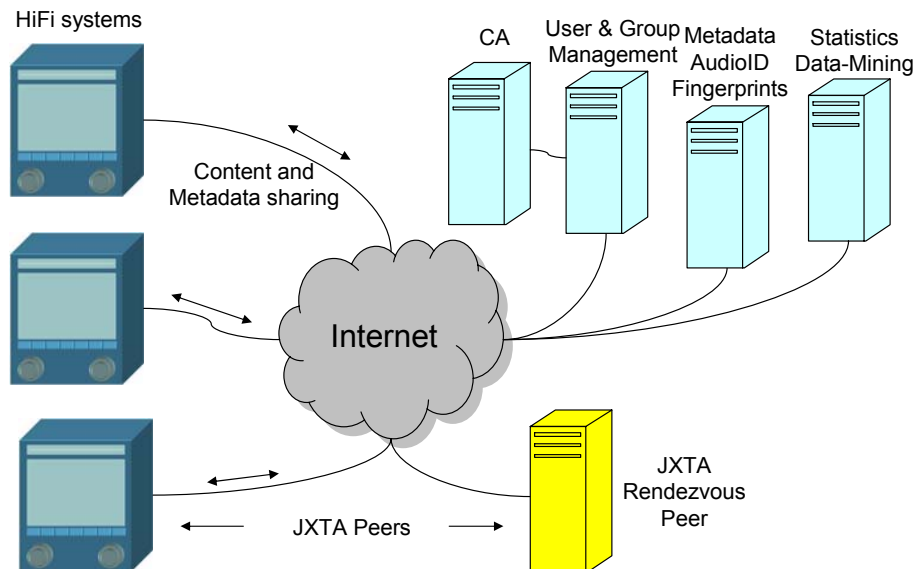 HiFi systems
CA
User & Group
Management
Metadata
AudioID
Fingerprints
Statistics
Data-Mining
Content and
Metadata sharing
Internet
JXTA
Rendezvous
Peer
JXTA Peers